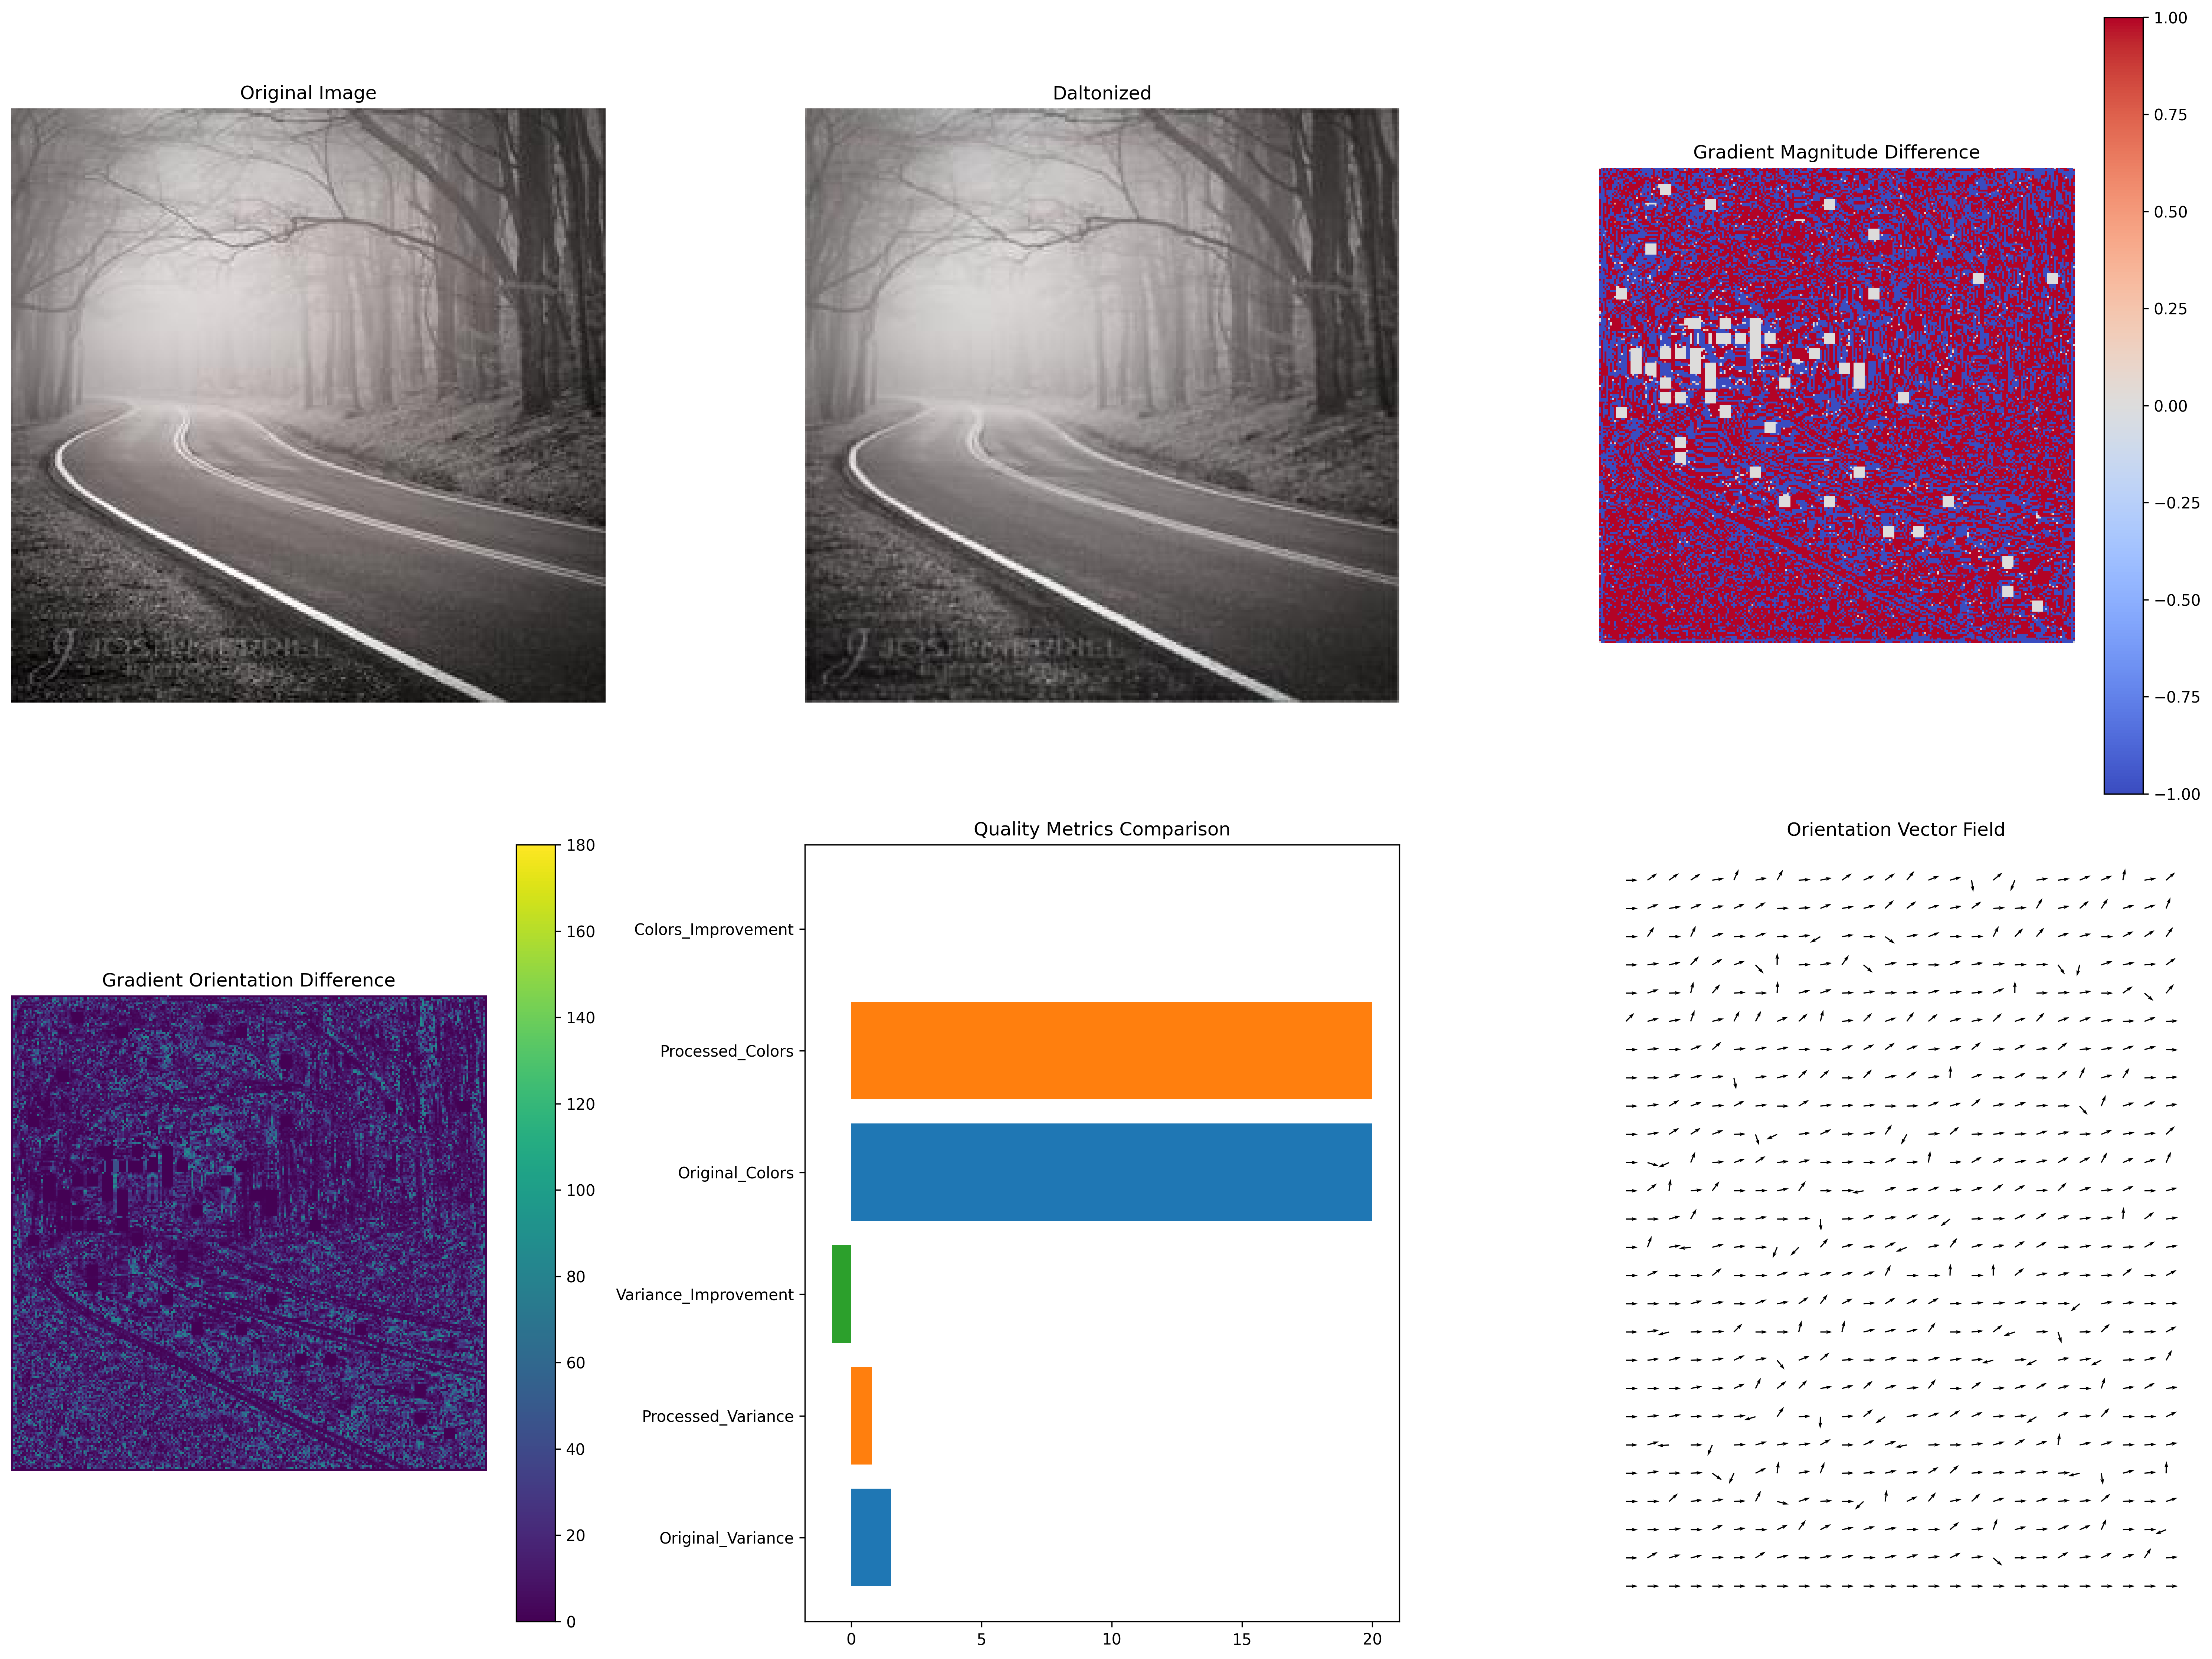 Original Image
Daltonized
Gradient Magnitude Difference
1.00
0.75
0.50
0.25
0.00
−0.25
−0.50
−0.75
−1.00
Gradient Orientation Difference
180
160
140
120
100
80
60
40
20
0
Quality Metrics Comparison
Colors_Improvement
Processed_Colors
Original_Colors
Variance_Improvement
Processed_Variance
Original_Variance
0 5 10 15 20
Orientation Vector Field